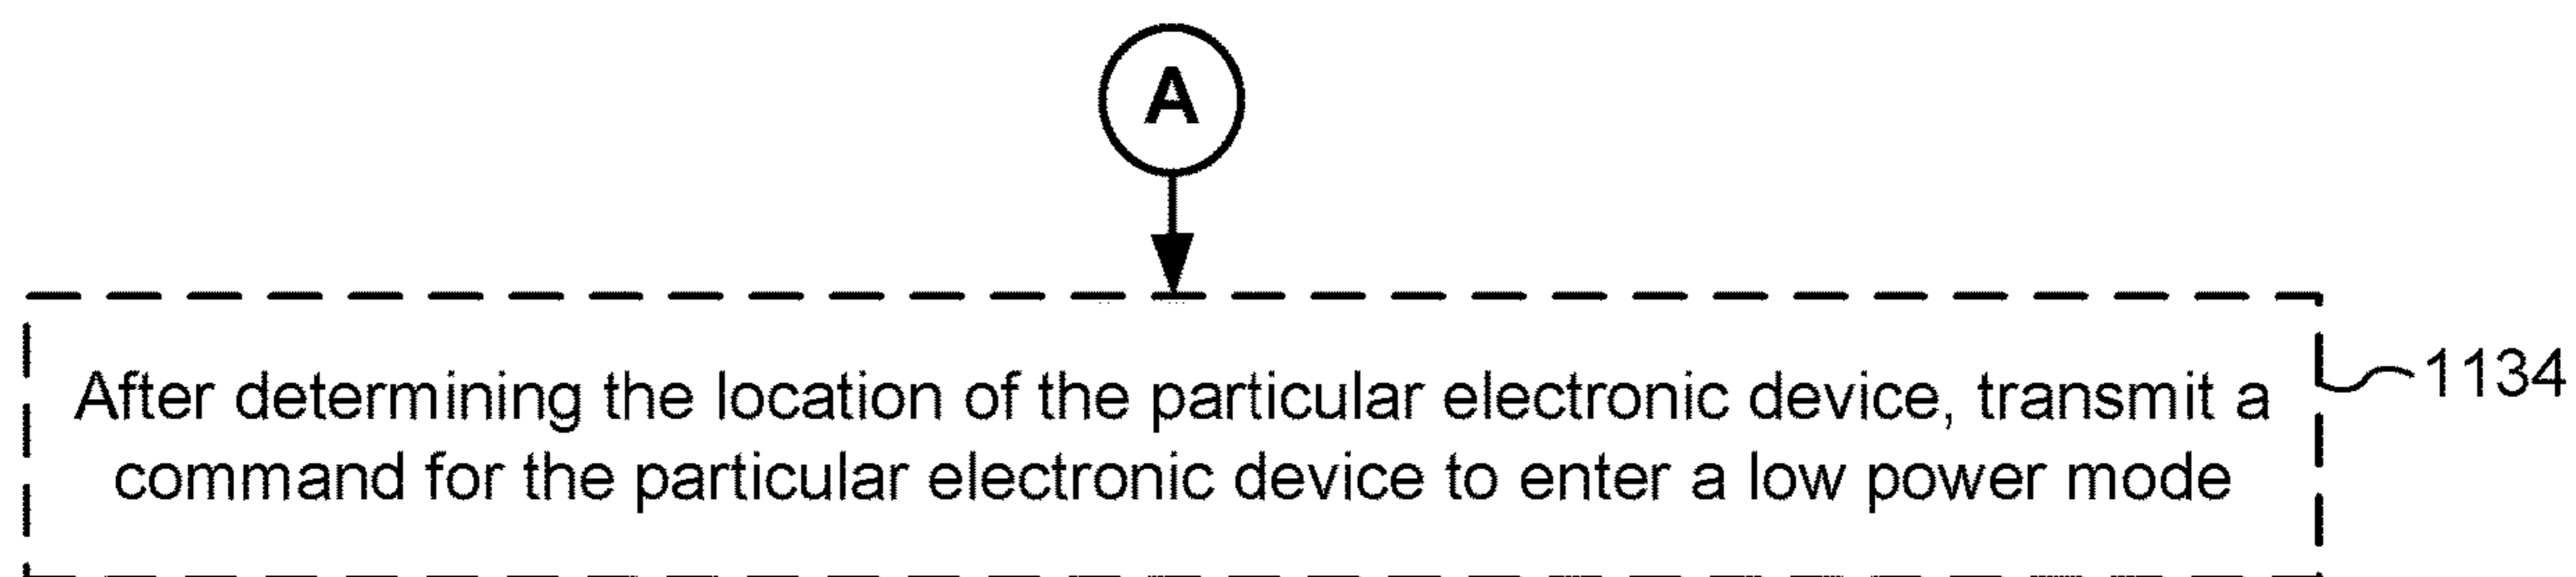 A
After determining the location of the particular electronic device, transmit a
command for the particular electronic device to enter a low power mode
1134